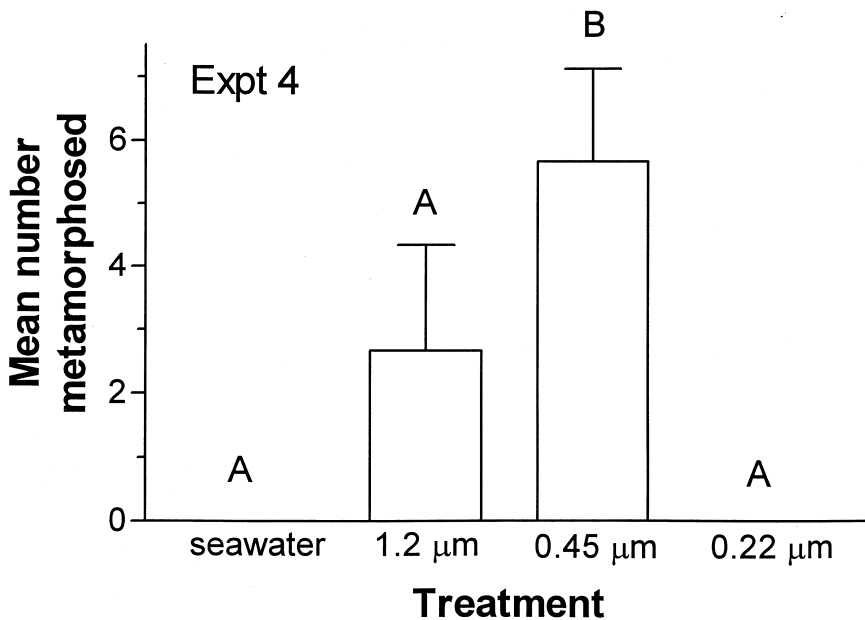 B
Expt 4
6
A
4
2
A
A
0
seawater 1.2 μm 0.45 μm 0.22 μm
Treatment
Mean number
metamorphosed